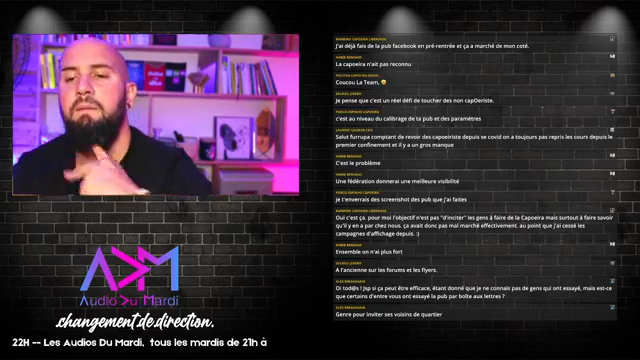 J'ai déjà fais de la pub facebook en pré-rentrée et ça a marché de mon coté.
La capoeira n'ait pas reconnu
Coucou La Team, 😄
Je pense que c'est un réel défi de toucher des non capOeriste.
c'est au niveau du calibrage de ta pub et des paramètres
Salut furrupa comptant de revoir des capoeiriste depuis se covid on a toujours pas repris les cours depuis le
premier confinement et il y a un gros manque
C'est le problème
Une fédération donnerai une meilleure visibilité
je t'enverrais des screenshot des pub que j'ai faites
Oui c'est ça. pour moi l'objectif n'est pas "d'inciter" les gens à faire de la Capoeira mais surtout à faire savoir
qu'il y en a par chez nous. ça avait donc pas mal marché effectivement. au point que j'ai cessé les
campagnes d'affichage depuis. :)
Ensemble on n'ai plus fort
A l'ancienne sur les forums et les flyers.
Oi tod@s ! Jsp si ça peut être efficace, étant donné que je ne connais pas de gens qui ont essayé, mais est-ce
que certains d'entre vous ont essayé la pub par boîte aux lettres ?
Genre pour inviter ses voisins de quartier
Audio Du Mardi
.changement.de.direction.
22H -- Les Audios Du Mardi, tous les mardis de 21h à